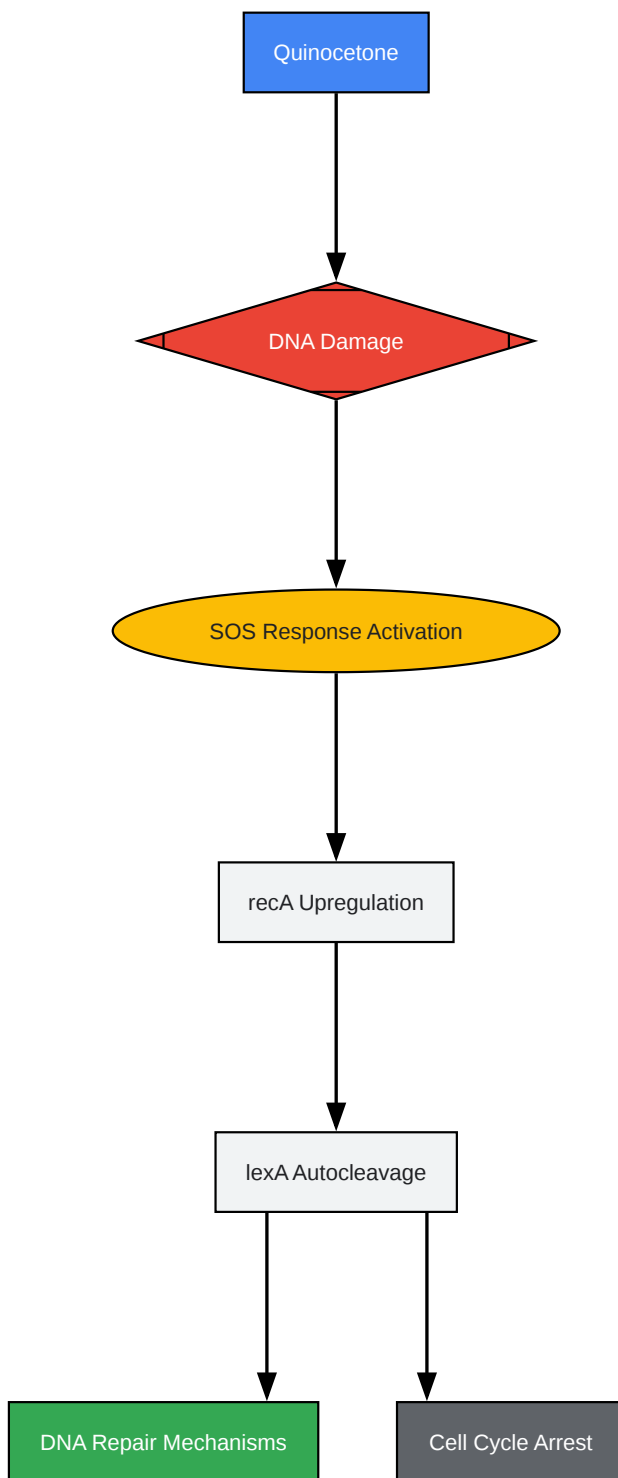 Quinocetone
DNA Damage
SOS Response Activation
recA Upregulation
lexA Autocleavage
DNA Repair Mechanisms
Cell Cycle Arrest